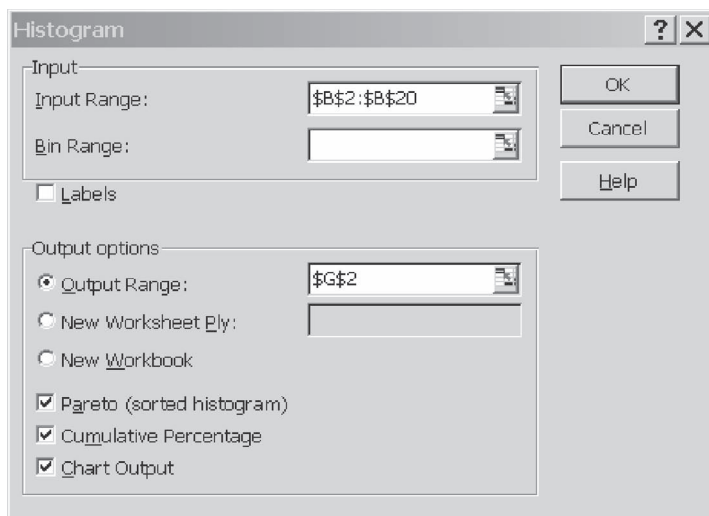 Histogram
Input
Input Range: $B$2:$B$20
Bin Range:
Labels
OK
Cancel
Help
Output options
Output Range: $G$2
New Worksheet Ply:
New Workbook
Pareto (sorted histogram)
Cumulative Percentage
Chart Output